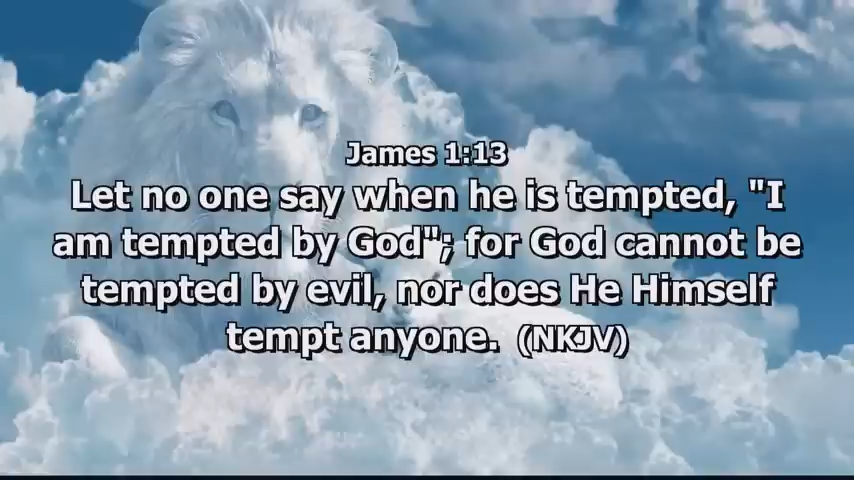 James 1:13
Let no one say when he is tempted, "I
am tempted by God"; for God cannot be
tempted by evil, nor does He Himself
tempt anyone. (NKJV)